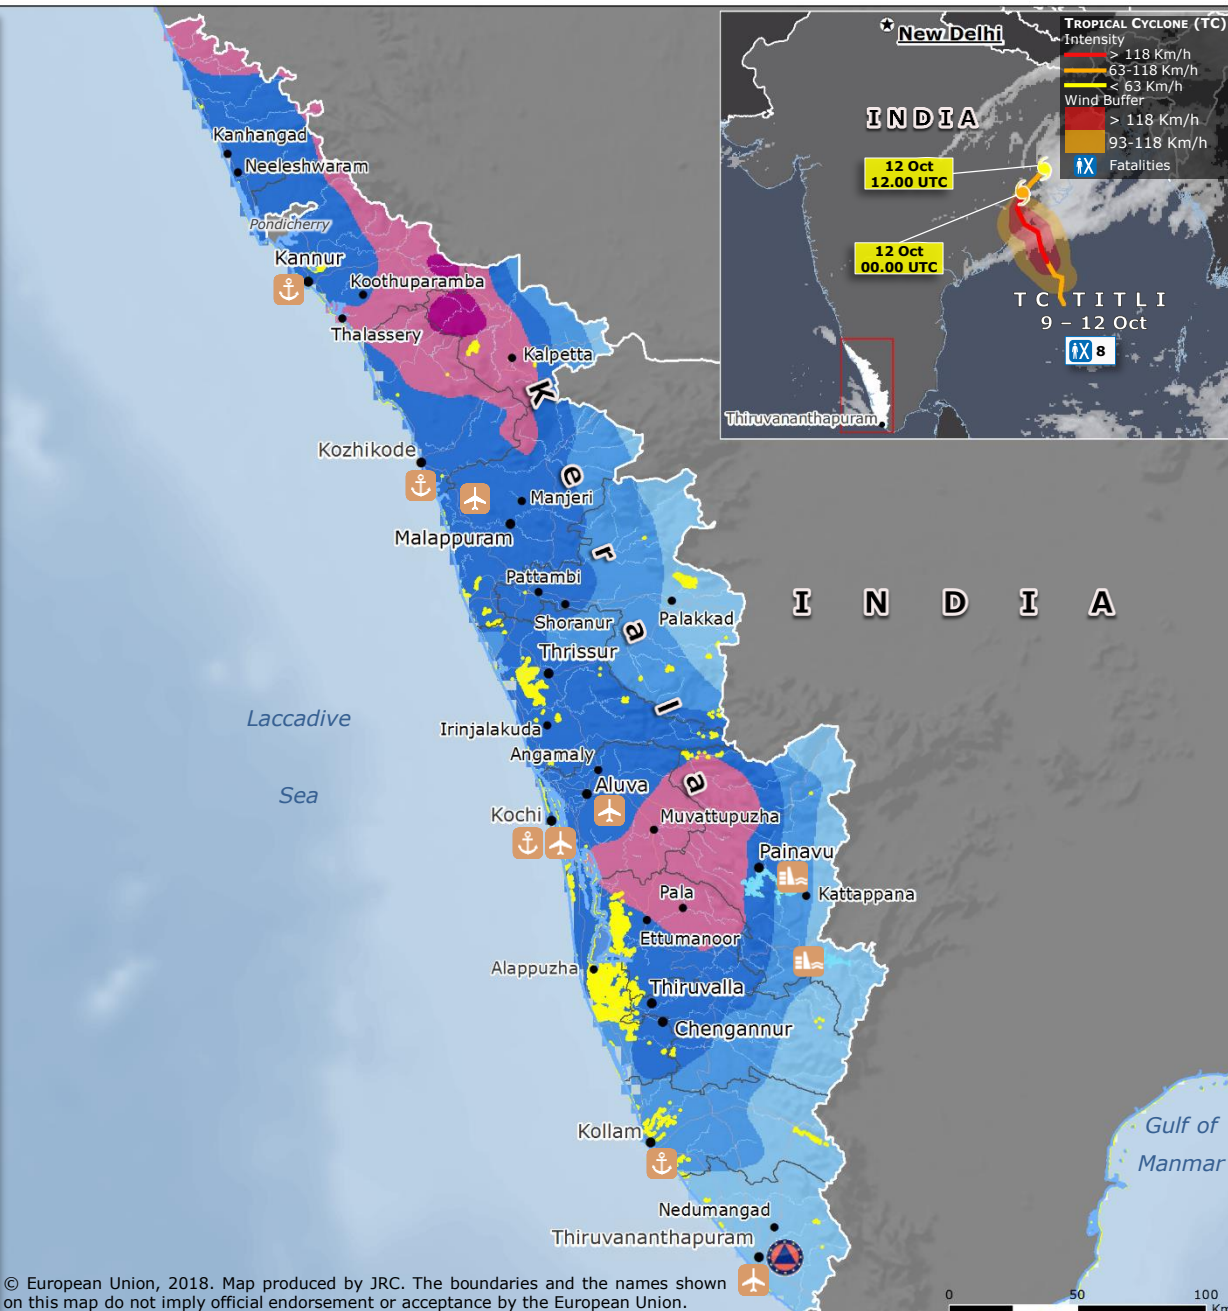 New Delhi
TROPICAL CYCLONE (TC)
Intensity
> 118 Km/h
63-118 Km/h
< 63 Km/h
Wind Buffer
> 118 Km/h
93-118 Km/h
Fatalities
INDIA
12 Oct
12.00 UTC
12 Oct
00.00 UTC
TC TITLI
9 – 12 Oct
8
Thiruvananthapuram
Kanhangad
Neeleshwaram
Pondicherry
Kannur
Koothuparamba
Thalassery
Kalpetta
Kerala
Kozhikode
Manjeri
Malappuram
Pattambi
Shoranur
Palakkad
INDIA
Thrissur
Laccadive
Sea
Irinjalakuda
Angamaly
Aluva
Kochi
Muvattupuzha
Painavu
Kattappana
Pala
Ettumanoor
Alappuzha
Thiruvalla
Chengannur
Kollam
Gulf of
Manmar
Nedumangad
Thiruvananthapuram
© European Union, 2018. Map produced by JRC. The boundaries and the names shown
on this map do not imply official endorsement or acceptance by the European Union.
0 50 100